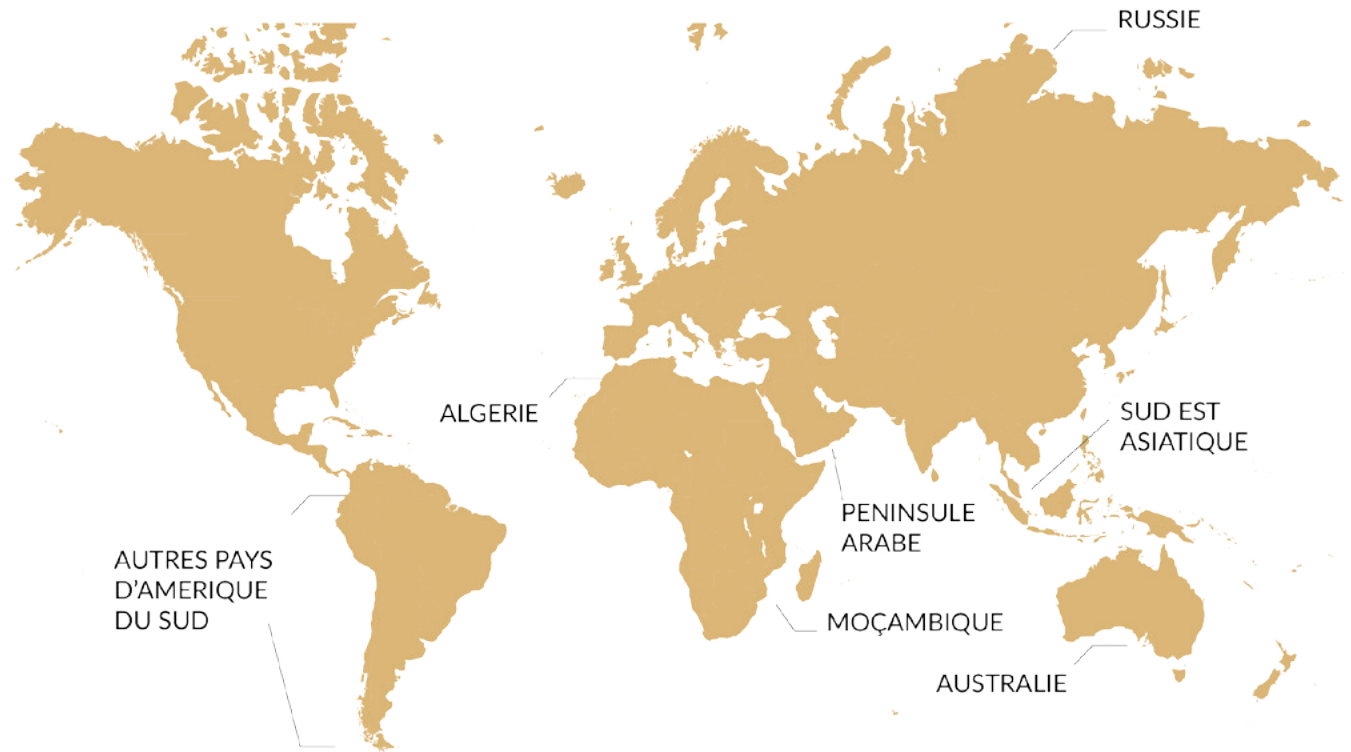 RUSSIE
ALGERIE
SUD EST
ASIATIQUE
PENINSULE
ARABE
AUTRES PAYS
D'AMERIQUE
DU SUD
MOÇAMBIQUE
AUSTRALIE